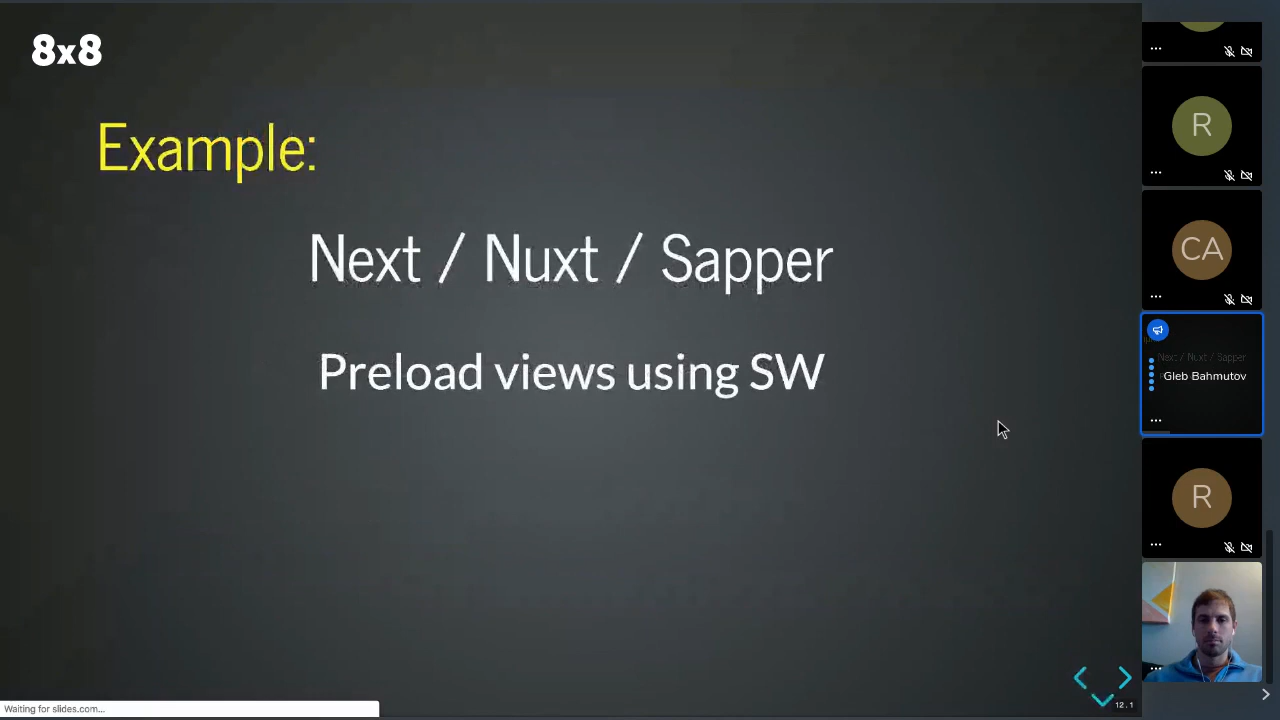 8x8
Example:
Next / Nuxt / Sapper
Preload views using SW
R
CA
Next / Nuxt / Sapper
Gleb Bahmutov
R
12.1
Waiting for slides.com...